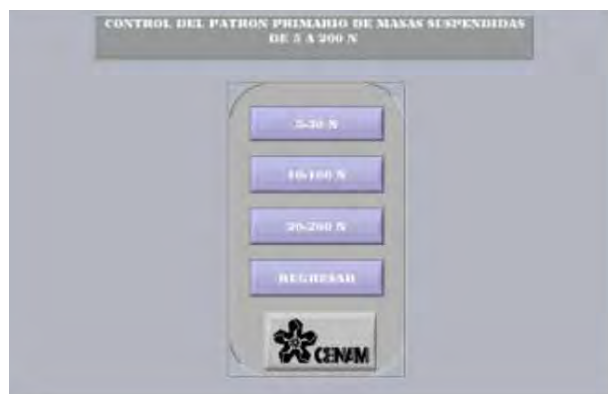 CONTROL DEL PATRON PRIMARIO DE MASAS SUSPENDIDAS
DE 5 A 200 N
5-50 N
10-100 N
20-200 N
REGRESAR
CENAM